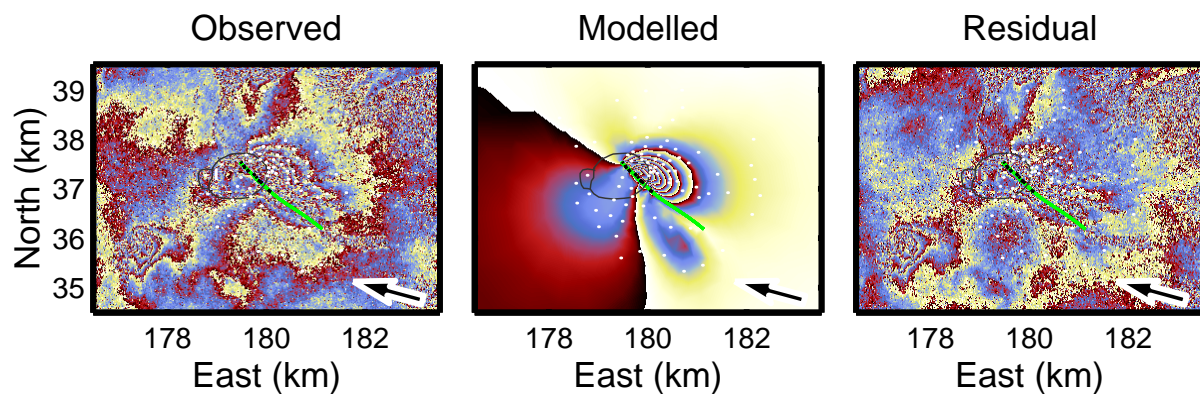 Observed Modelled Residual
39
38
37
36
35
North (km)
178 180 182 178 180 182 178 180 182
East (km) East (km) East (km)